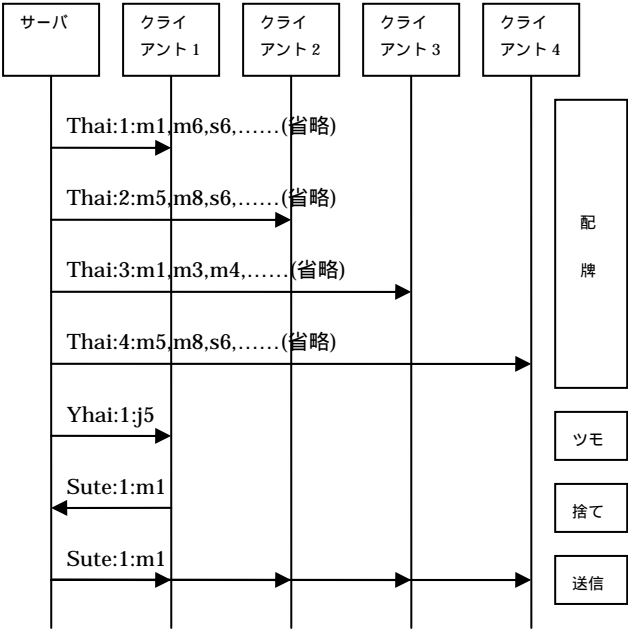 サーバ
クライ
アント 1
クライ
アント 2
クライ
アント 3
クライ
アント 4
Thai:1:m1,m6,s6,……(省略)
Thai:2:m5,m8,s6,……(省略)
Thai:3:m1,m3,m4,……(省略)
Thai:4:m5,m8,s6,……(省略)
配
牌
Yhai:1:j5
ツモ
Sute:1:m1
捨て
Sute:1:m1
送信